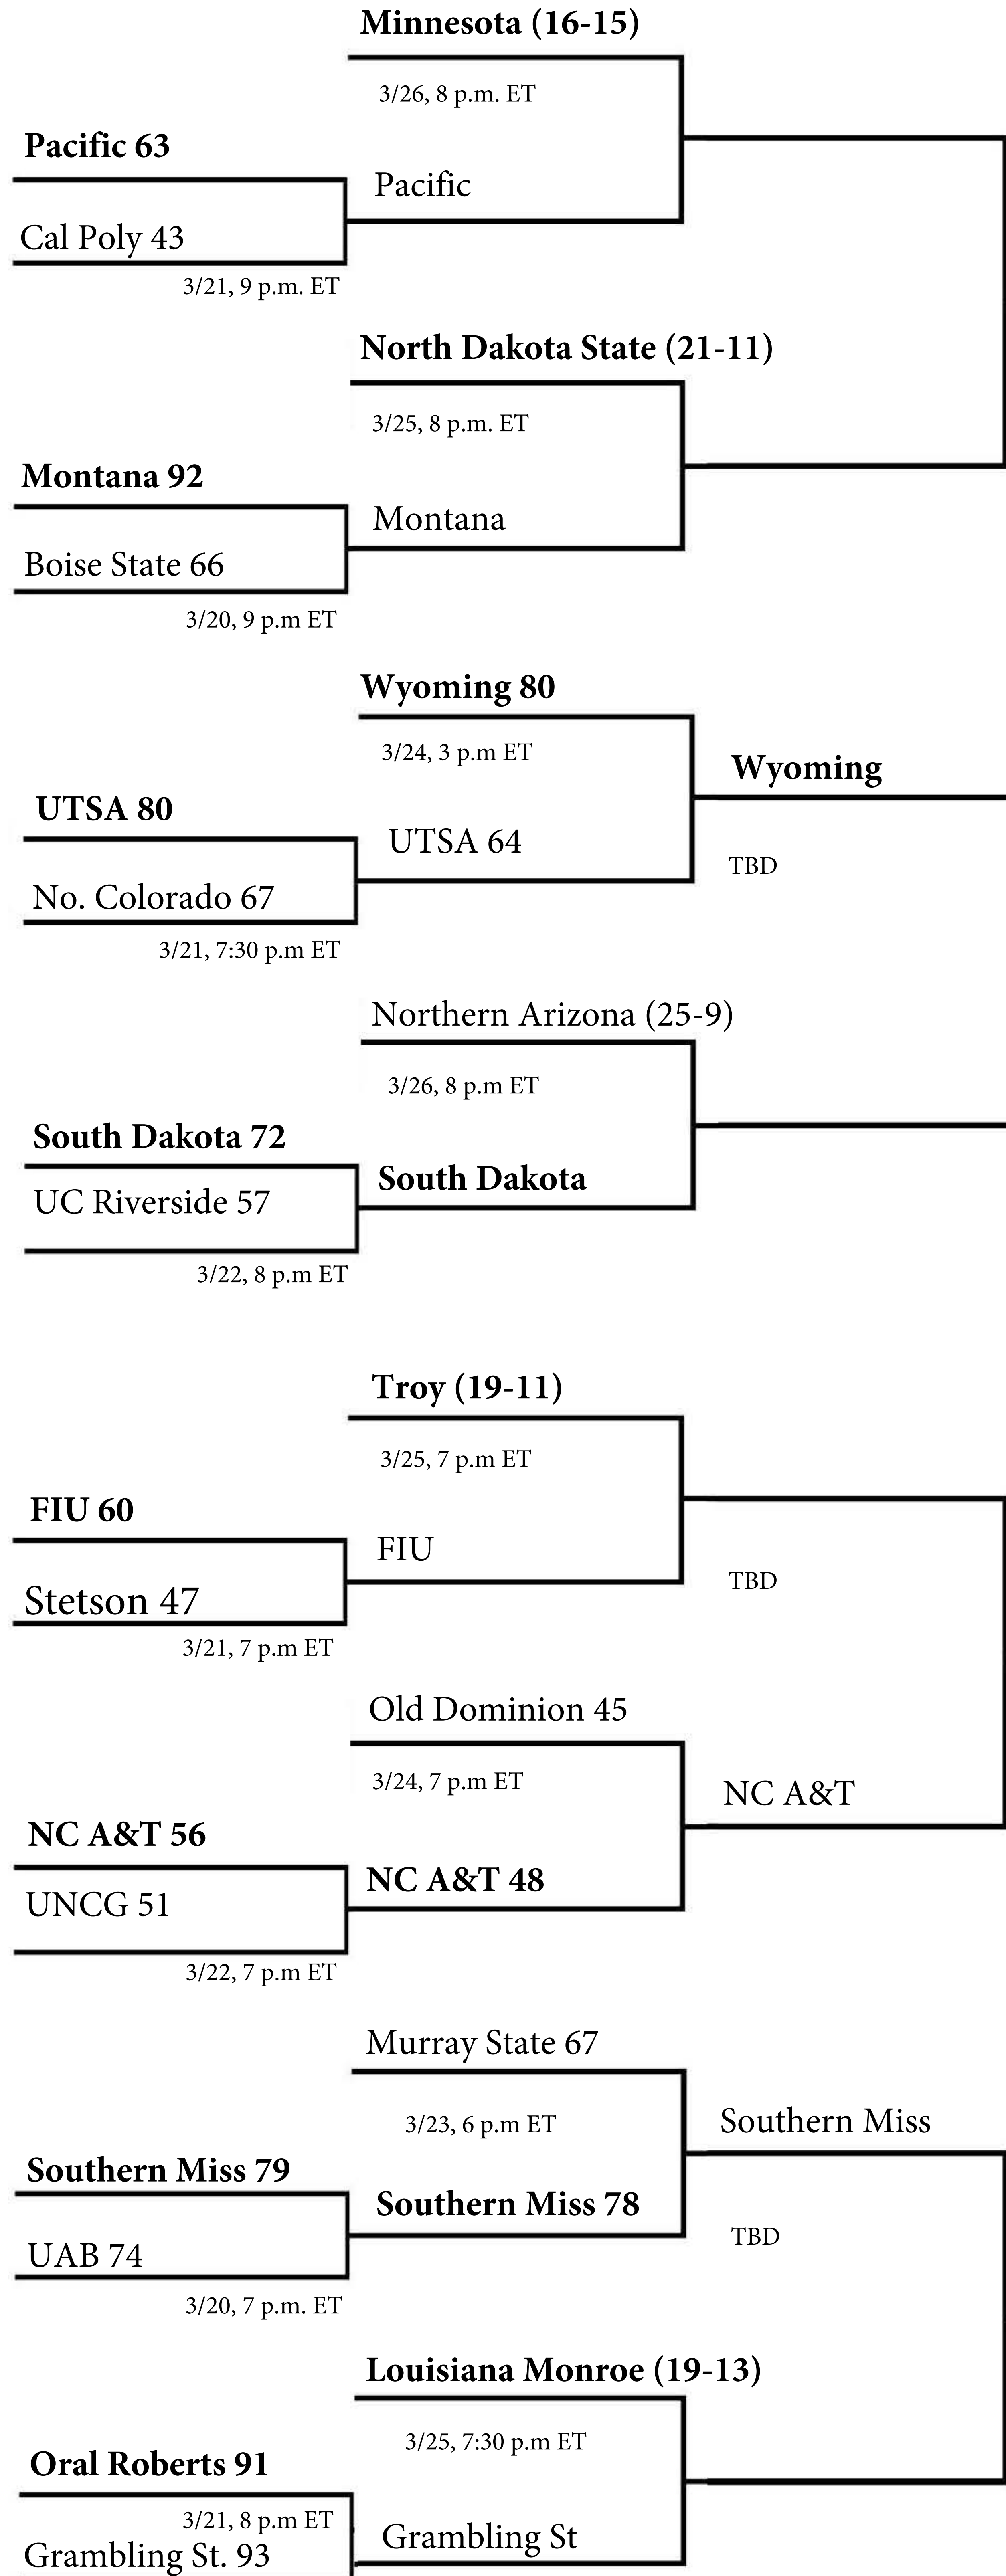 Minnesota (16-15)
3/26, 8 p.m. ET
Pacific 63
Pacific
Cal Poly 43
3/21, 9 p.m. ET
North Dakota State (21-11)
3/25, 8 p.m. ET
Montana 92
Montana
Boise State 66
3/20, 9 p.m ET
Wyoming 80
3/24, 3 p.m ET
Wyoming
UTSA 80
UTSA 64
TBD
No. Colorado 67
3/21, 7:30 p.m ET
Northern Arizona (25-9)
3/26, 8 p.m ET
South Dakota 72
South Dakota
UC Riverside 57
3/22, 8 p.m ET
Troy (19-11)
3/25, 7 p.m ET
FIU 60
FIU
TBD
Stetson 47
3/21, 7 p.m ET
Old Dominion 45
3/24, 7 p.m ET
NC A&T
NC A&T 56
NC A&T 48
UNCG 51
3/22, 7 p.m ET
Murray State 67
3/23, 6 p.m ET
Southern Miss
Southern Miss 79
Southern Miss 78
TBD
UAB 74
3/20, 7 p.m. ET
Louisiana Monroe (19-13)
3/25, 7:30 p.m ET
Oral Roberts 91
3/21, 8 p.m ET
Grambling St
Grambling St. 93